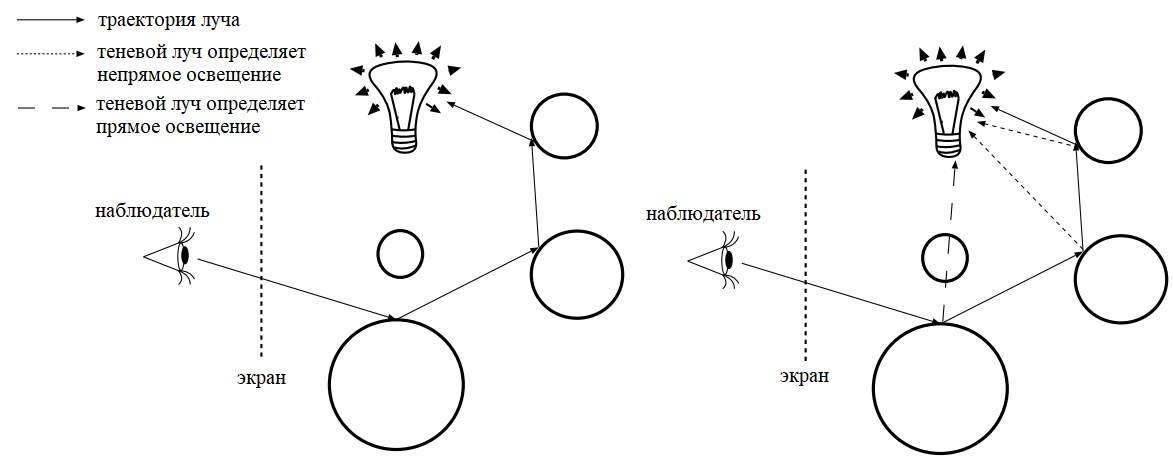 траектория луча
теневой луч определяет
непрямое освещение
теневой луч определяет
прямое освещение
наблюдатель
экран
наблюдатель
экран